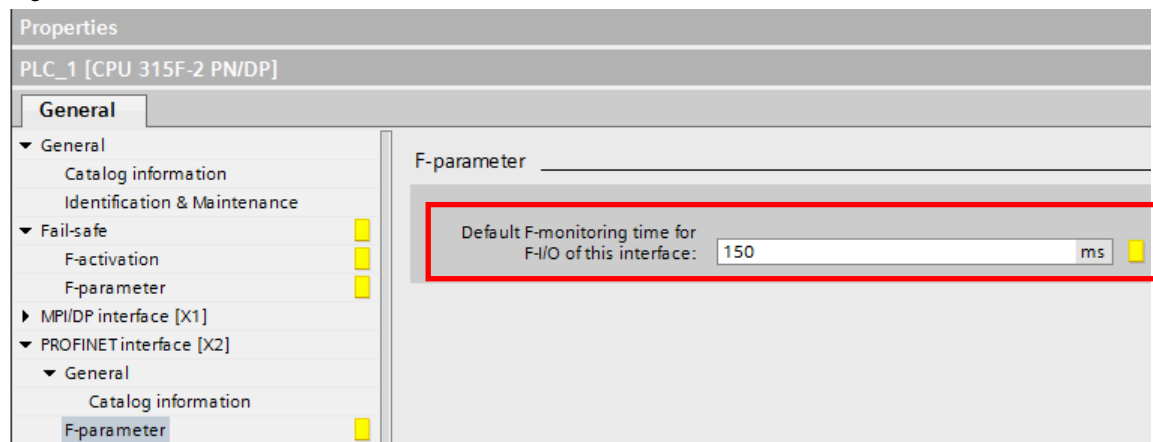 Properties
PLC_1 [CPU 315F-2 PN/DP]
General
General
Catalog information
Identification & Maintenance
Fail-safe
F-activation
F-parameter
MPI/DP interface [X1]
PROFINET interface [X2]
General
Catalog information
F-parameter
F-parameter
Default F-monitoring time for
F-I/O of this interface: 150 ms